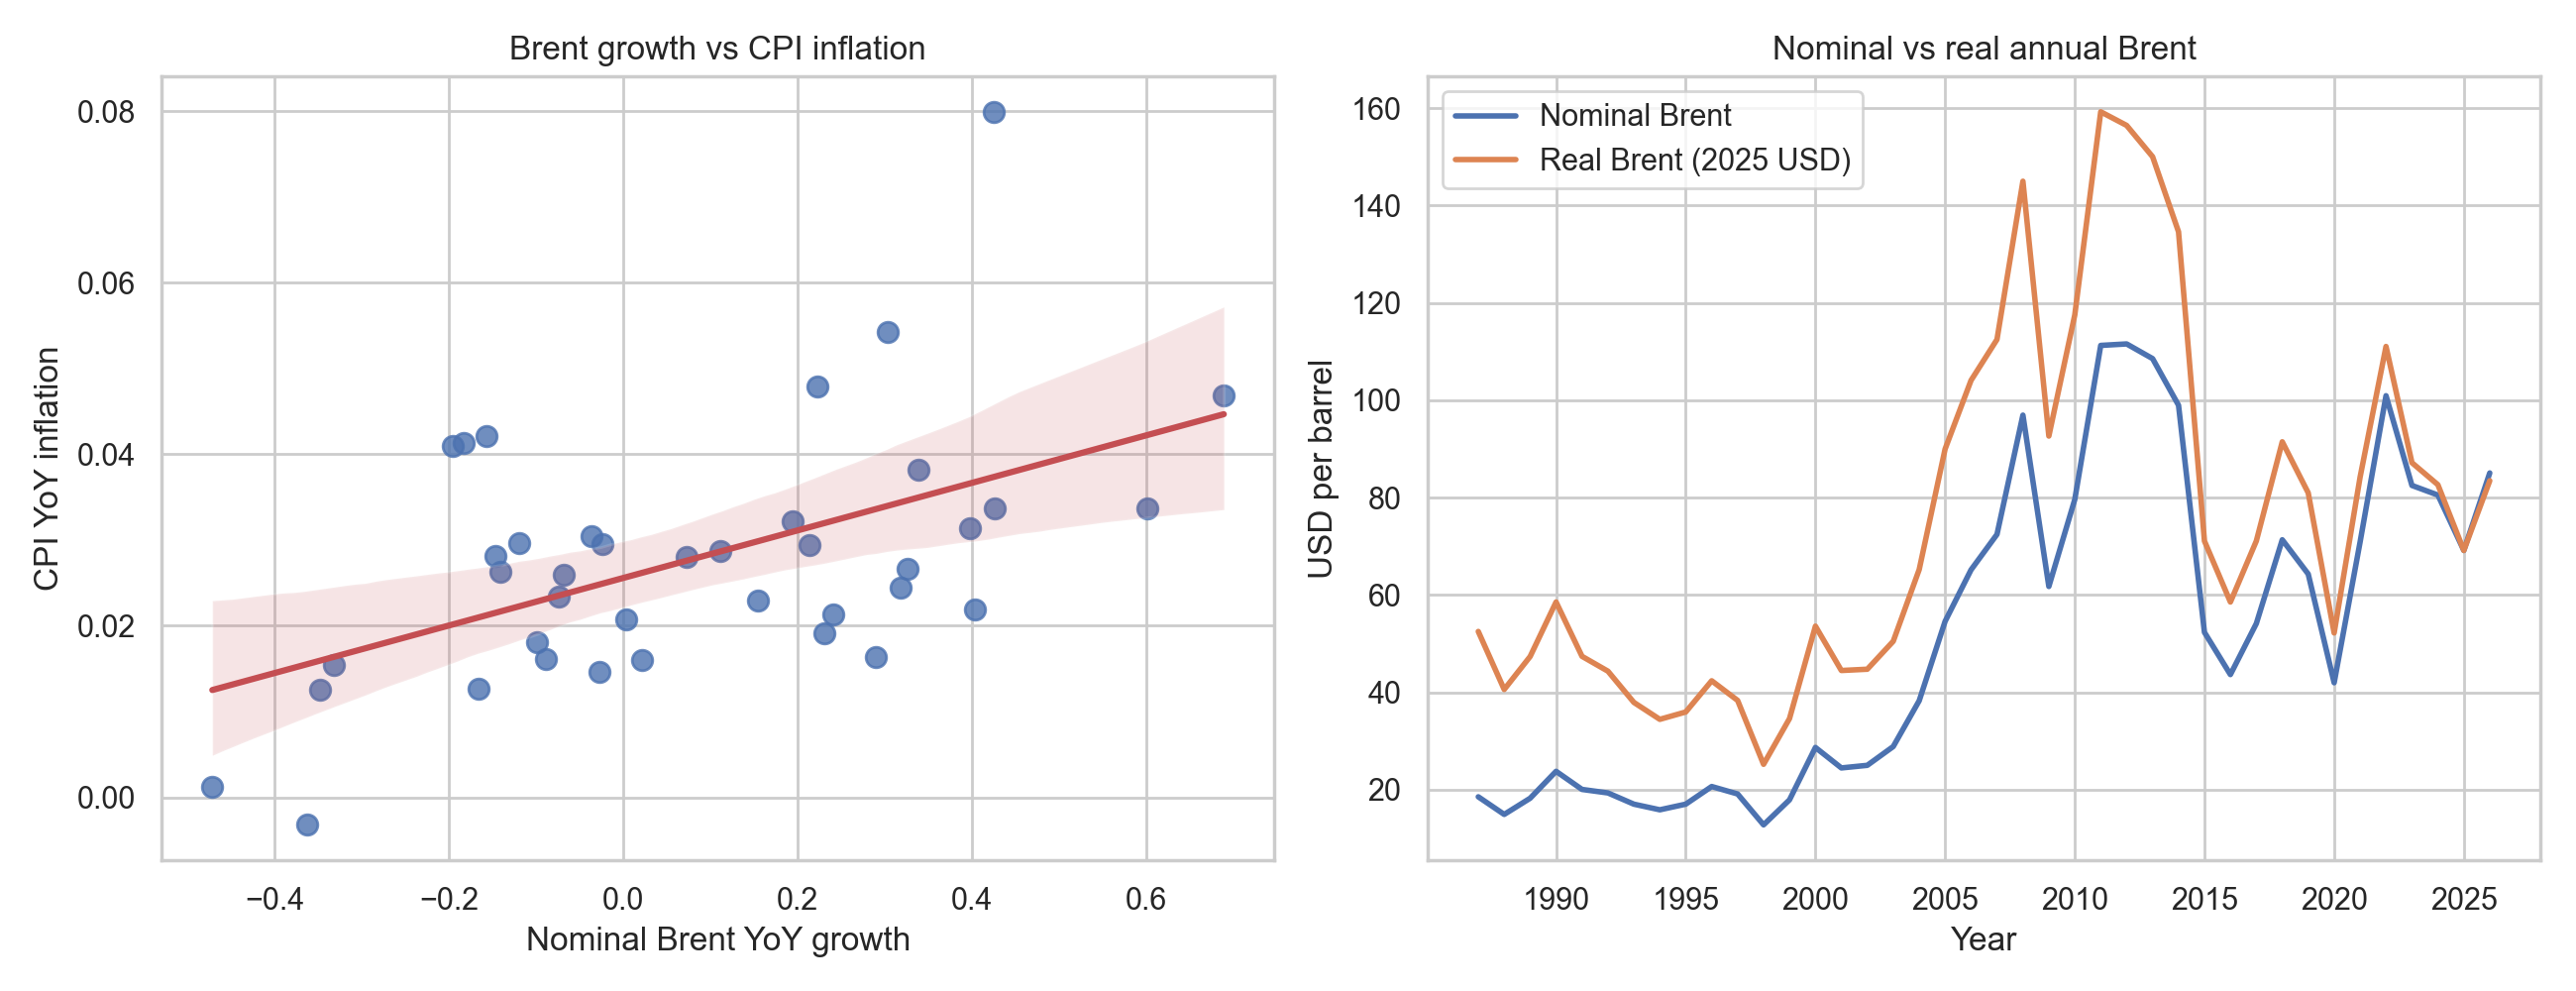 Brent growth vs CPI inflation
0.08
0.06
0.04
0.02
0.00
CPI YoY inflation
−0.4 −0.2 0.0 0.2 0.4 0.6
Nominal Brent YoY growth
Nominal vs real annual Brent
Nominal Brent
Real Brent (2025 USD)
160
140
120
100
80
60
40
20
USD per barrel
1990 1995 2000 2005 2010 2015 2020 2025
Year